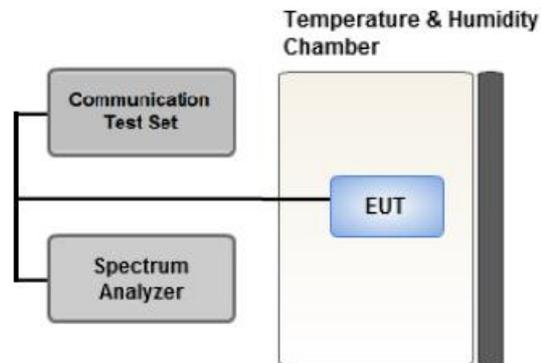 Temperature & Humidity
Chamber
Communication
Test Set
EUT
Spectrum
Analyzer